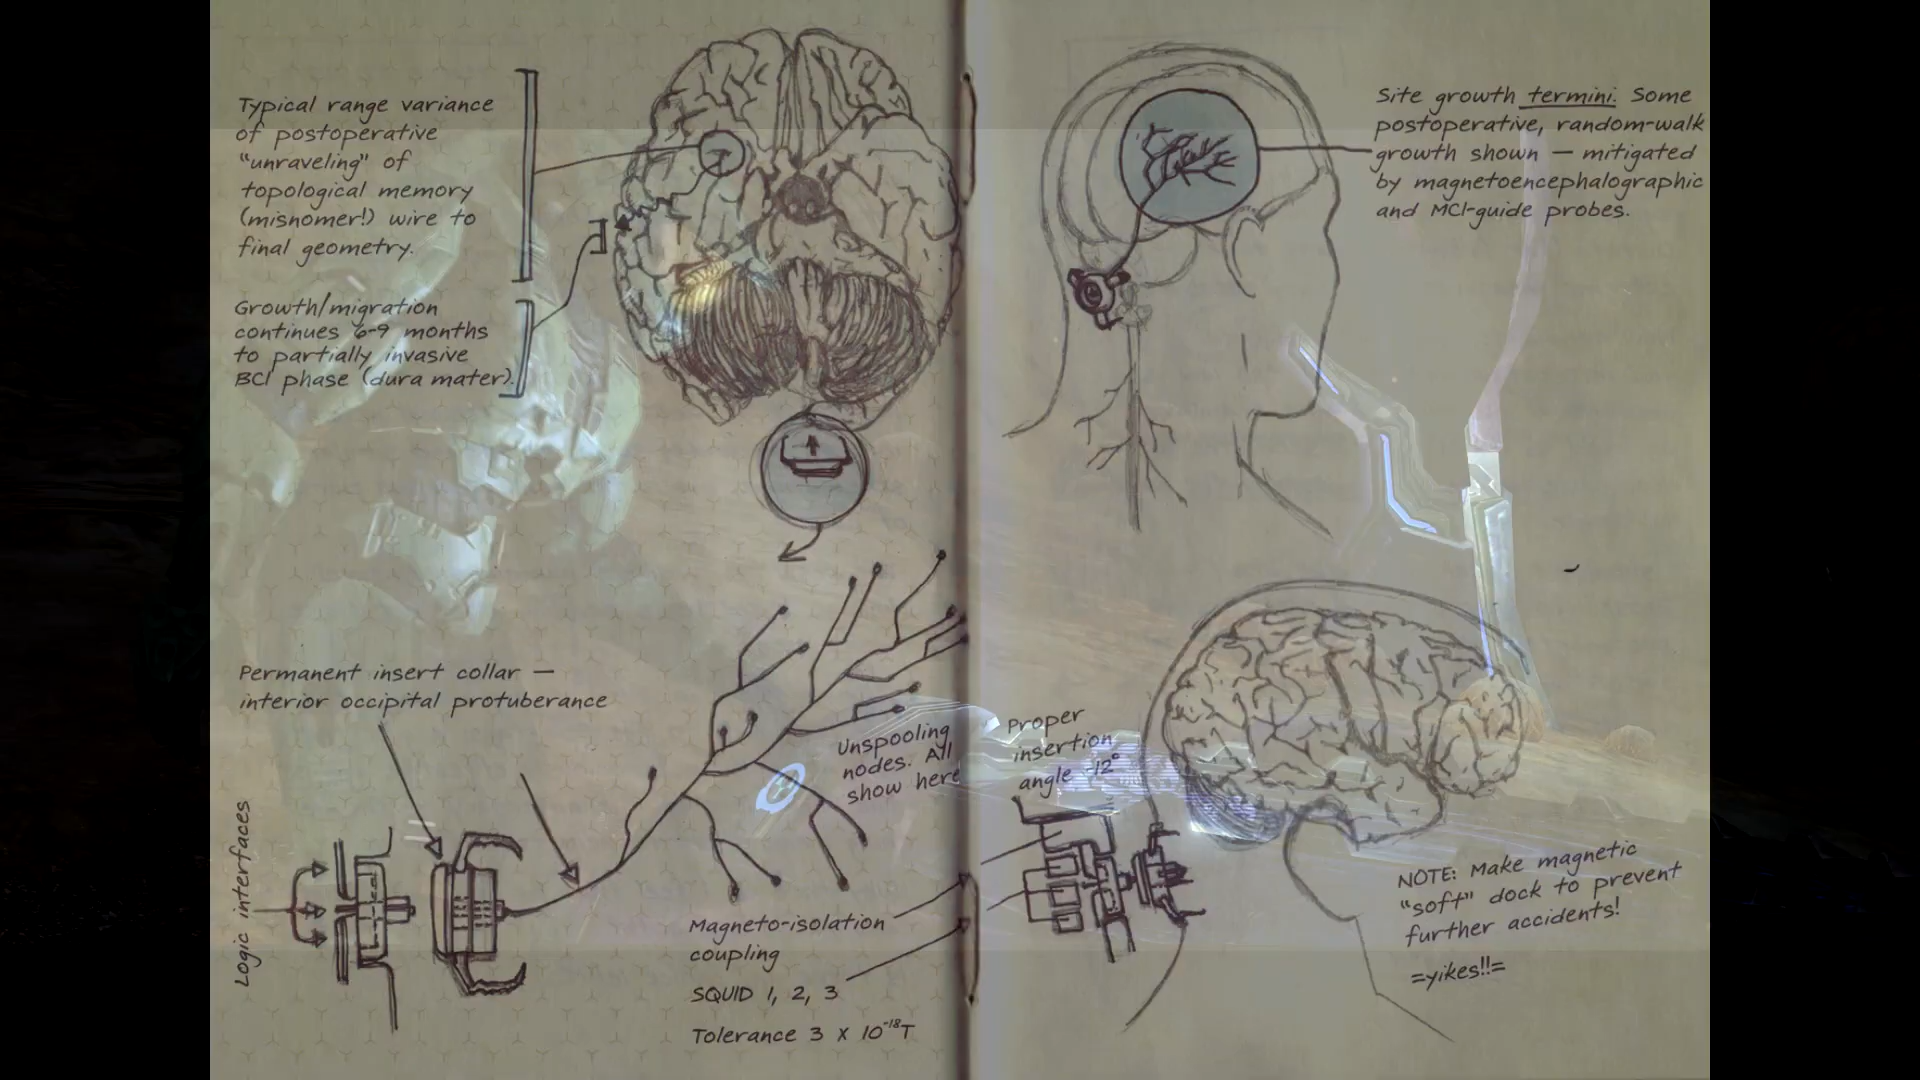 Typical range variance
of postoperative
"unraveling" of
topological memory
(misnomer!) wire to
final geometry.
Growth/migration
continues 6-9 months
to partially invasive
BCI phase (dura mater).
Permanent insert collar —
interior occipital protuberance
Logic interfaces
Unspooling
nodes. All
show here
Magneto-isolation
coupling
SQUID 1, 2, 3
Tolerance 3 x 10⁻¹⁸T
Site growth termini. Some
postoperative, random-walk
growth shown — mitigated
by magnetoencephalographic
and MCI-guide probes.
Proper
insertion
angle -12°
NOTE: Make magnetic
"soft" dock to prevent
further accidents!
=yikes!!=